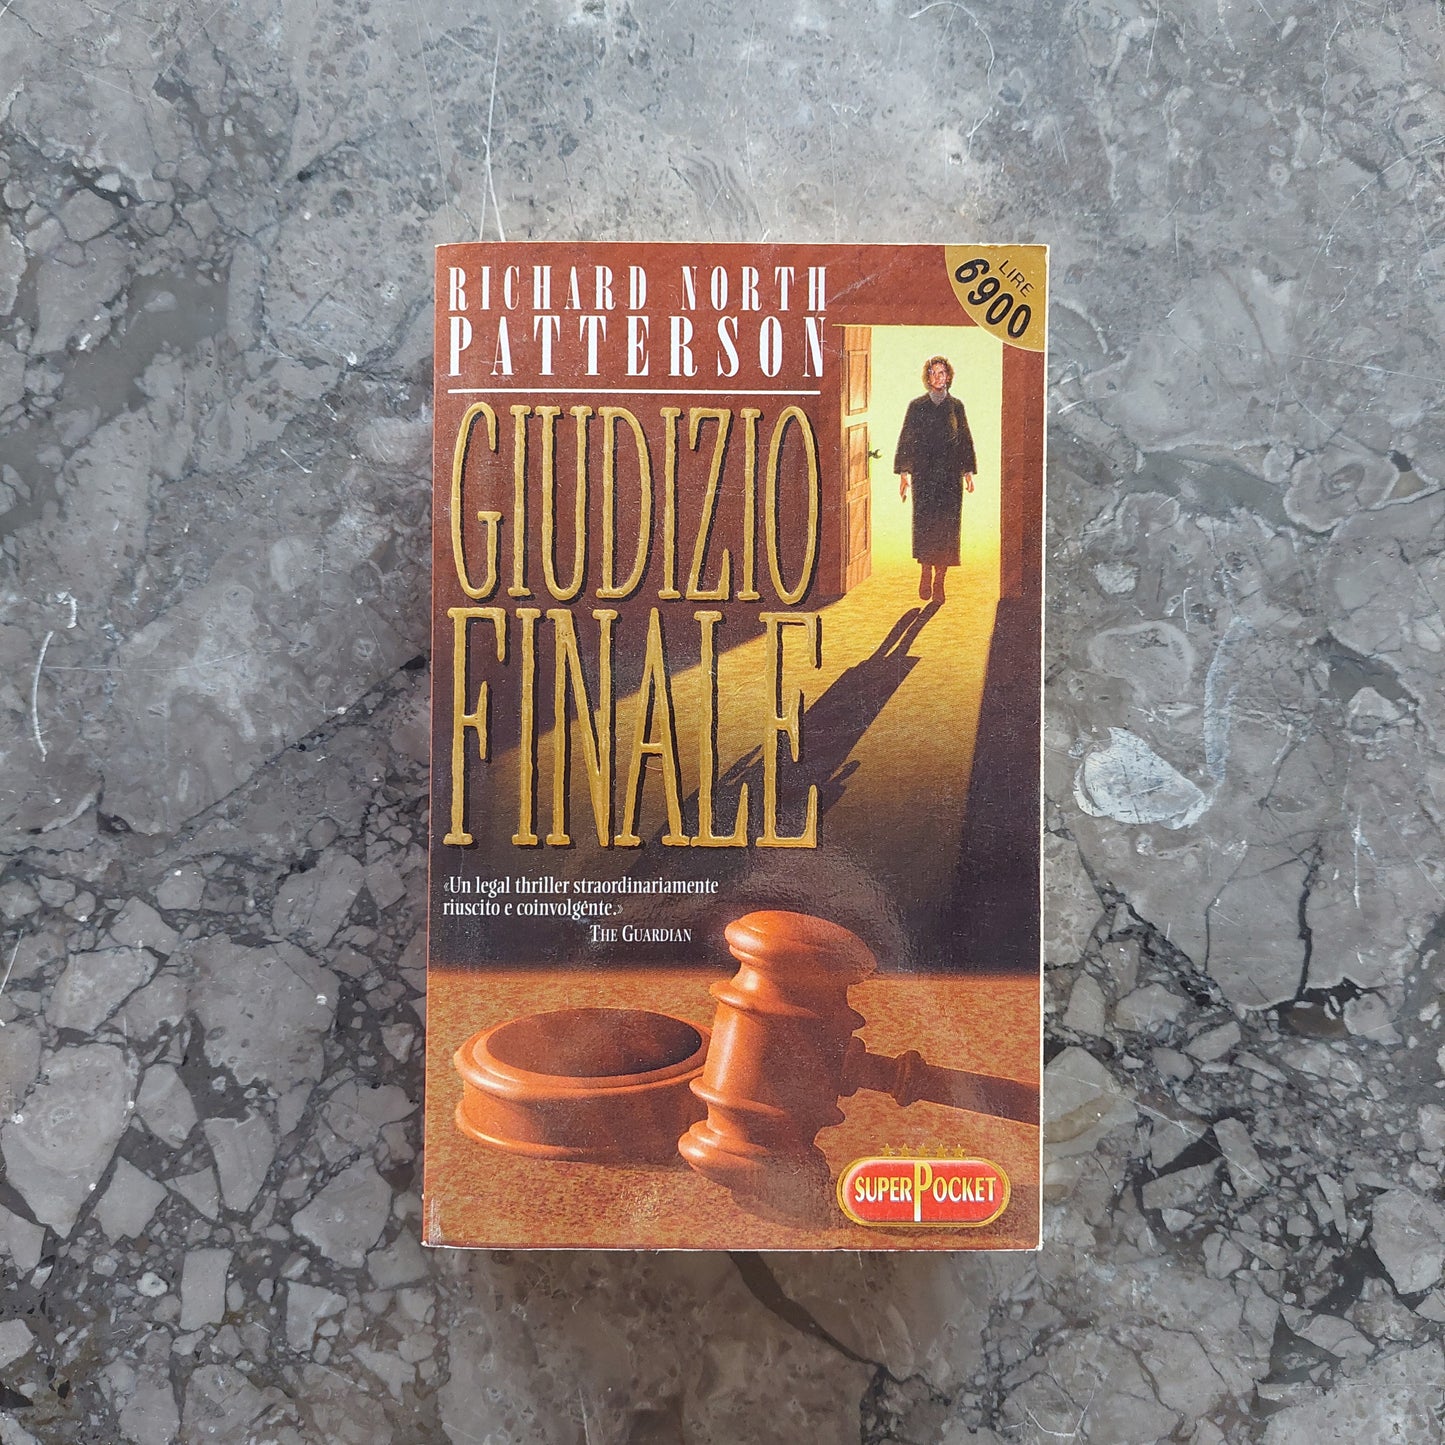 RICHARD NORTH
PATTERSON
LIRE
6900
GIUDIZIO
FINALE
«Un legal thriller straordinariamente
riuscito e coinvolgente.»
THE GUARDIAN
SUPERPOCKET